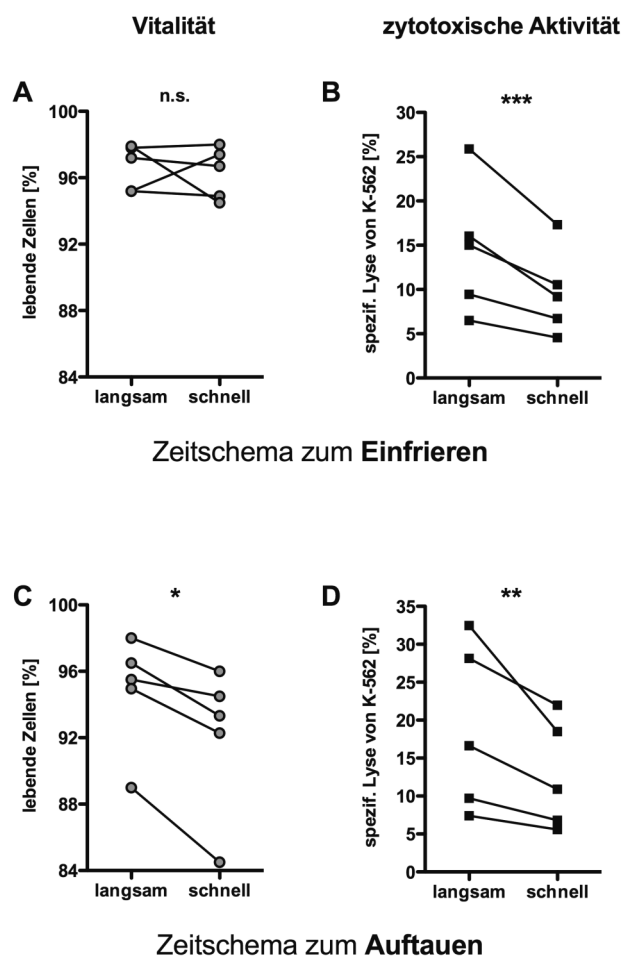 Vitalität
zytotoxische Aktivität
A
n.s.
100
96
92
88
84
lebende Zellen [%]
langsam
schnell
B
***
30
25
20
15
10
5
0
spezif. Lyse von K-562 [%]
langsam
schnell
Zeitschema zum Einfrieren
C
*
100
96
92
88
84
lebende Zellen [%]
langsam
schnell
D
**
35
30
25
20
15
10
5
0
spezif. Lyse von K-562 [%]
langsam
schnell
Zeitschema zum Auftauen